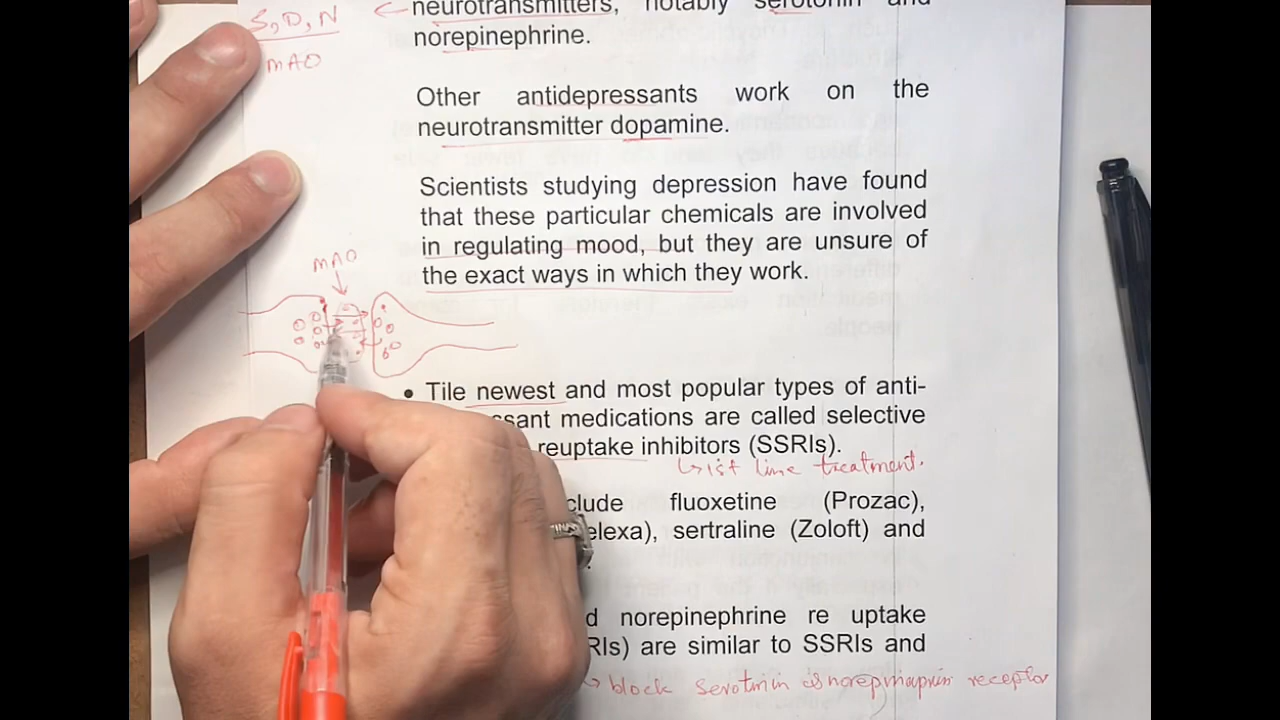 S, D, N ← neurotransmitters, notably serotonin and
MAO norepinephrine.
Other antidepressants work on the
neurotransmitter dopamine.
Scientists studying depression have found
that these particular chemicals are involved
in regulating mood, but they are unsure of
the exact ways in which they work.
MAO
• Tile newest and most popular types of anti-
ssant medications are called selective
reuptake inhibitors (SSRIs).
↳ 1st line treatment.
clude fluoxetine (Prozac),
elexa), sertraline (Zoloft) and
d norepinephrine re uptake
RIs) are similar to SSRIs and
block serotonin & receptor